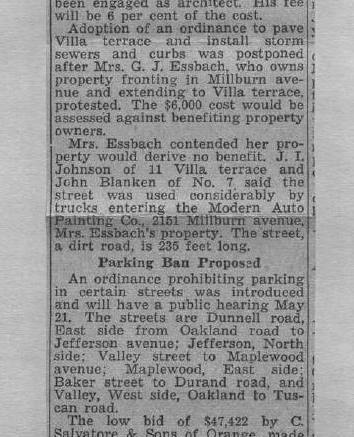 been engaged as architect. His fee
will be 6 per cent of the cost.
Adoption of an ordinance to pave
Villa terrace and install storm
sewers and curbs was postponed
after Mrs. G. J. Essbach, who owns
property fronting in Millburn ave-
nue and extending to Villa terrace,
protested. The $6,000 cost would be
assessed against benefiting property
owners.
Mrs. Essbach contended her pro-
perty would derive no benefit. J. I.
Johnson of 11 Villa terrace and
John Blanken of No. 7 said the
street was used considerably by
trucks entering the Modern Auto
Painting Co., 2151 Millburn avenue,
Mrs. Essbach's property. The street,
a dirt road, is 235 feet long.
Parking Ban Proposed
An ordinance prohibiting parking
in certain streets was introduced
and will have a public hearing May
21. The streets are Dunnell road,
East side from Oakland road to
Jefferson avenue; Jefferson, North
side; Valley street to Maplewood
avenue; Maplewood, East side;
Baker street to Durand road, and
Valley, West side, Oakland to Tus-
can road.
The low bid of $47,422 by C.
Salvatore & Sons of Orange made